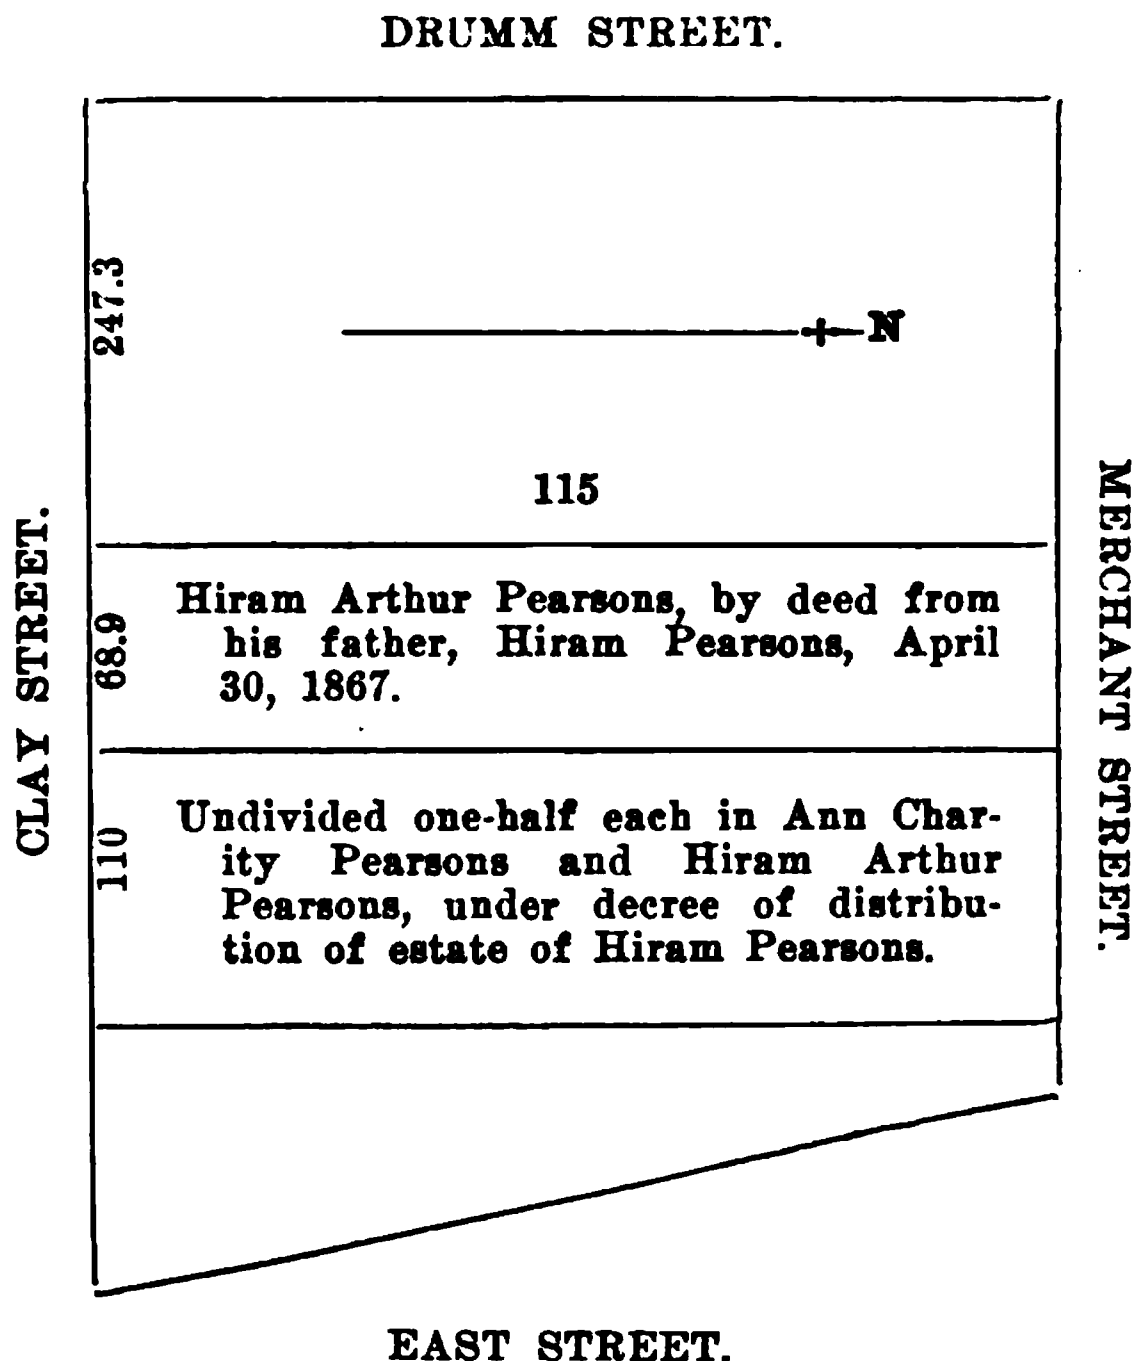 DRUMM STREET.
247.3
N
115
CLAY STREET.
MERCHANT STREET.
68.9
Hiram Arthur Pearsons, by deed from
his father, Hiram Pearsons, April
30, 1867.
110
Undivided one-half each in Ann Char-
ity Pearsons and Hiram Arthur
Pearsons, under decree of distribu-
tion of estate of Hiram Pearsons.
EAST STREET.